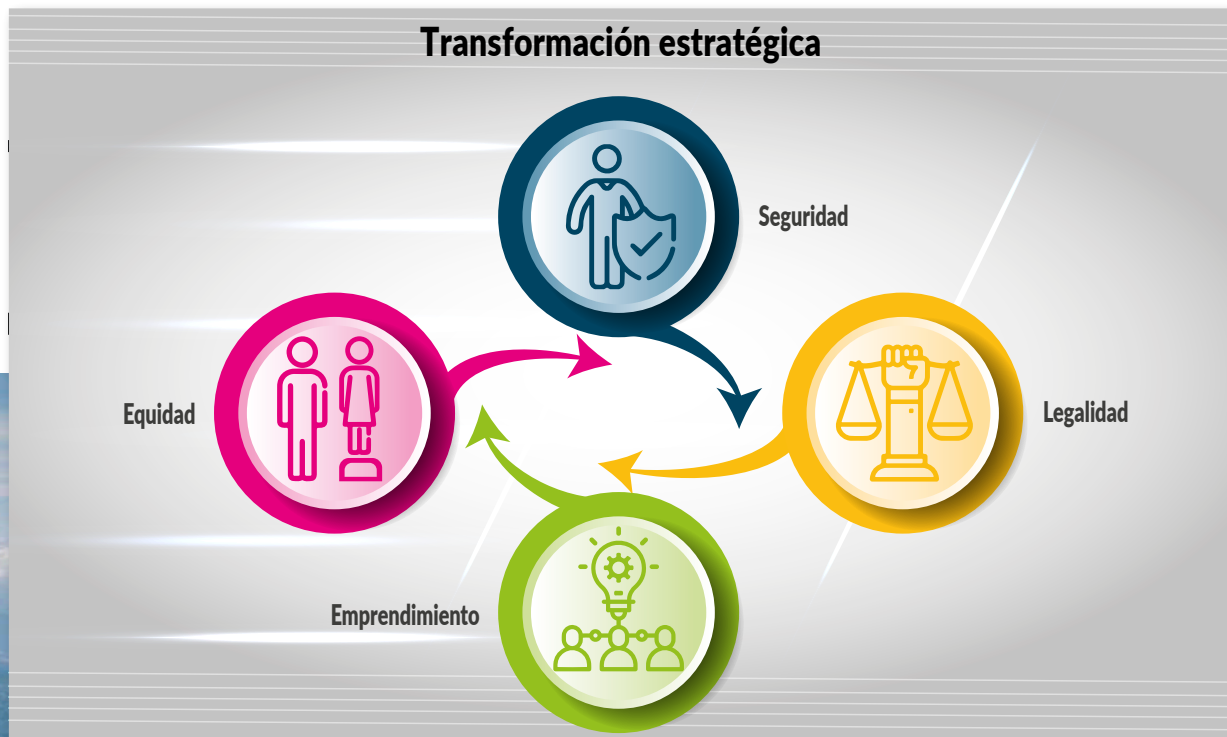 Transformación estratégica
Seguridad
Equidad
Legalidad
Emprendimiento